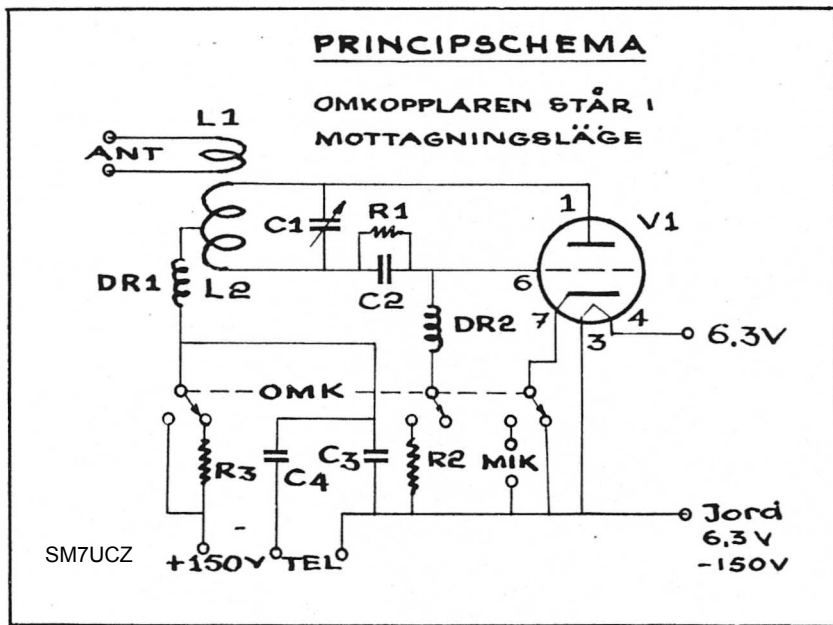 PRINCIPSCHEMA
OMKOPPLAREN STÅR I
MOTTAGNINGSLÄGE
L1
ANT
C1
R1
1
V1
DR1
L2
C2
6
DR2
7
3
4
6.3V
OMK
R3
C4
C3
R2
MIK
Jord
6,3 V
-150V
SM7UCZ
+150V
TEL